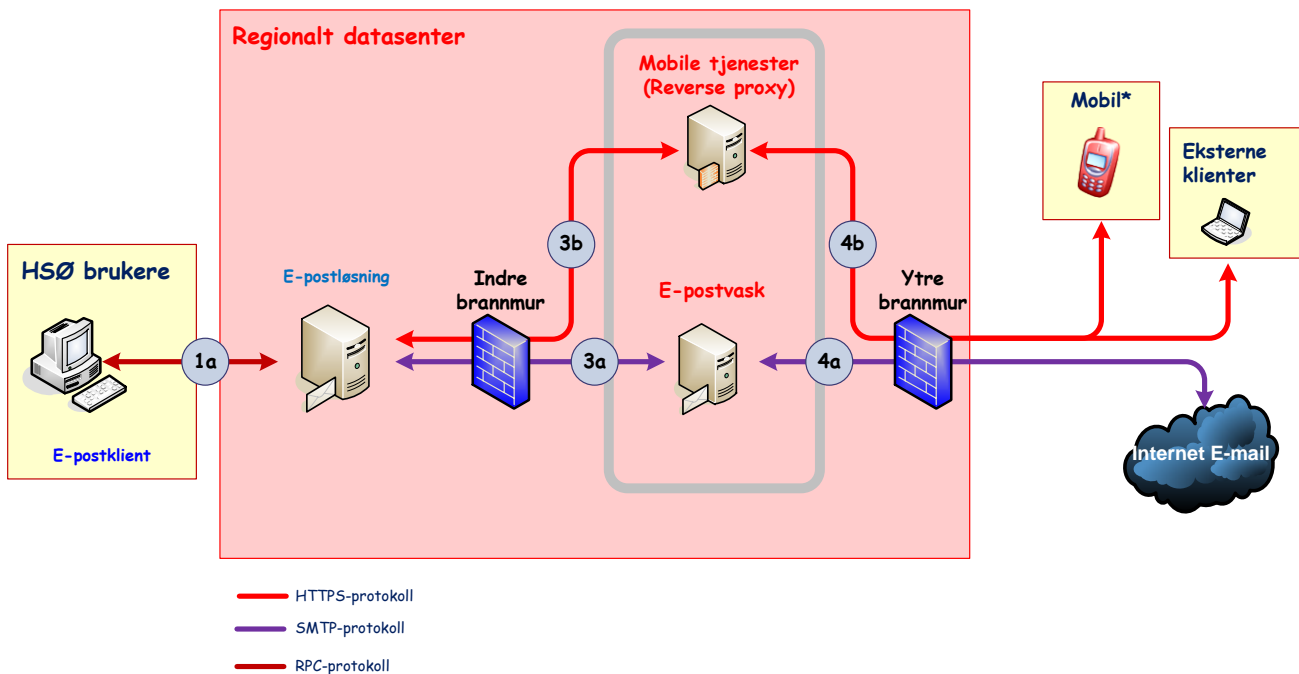 Regionalt datasenter
Mobile tjenester
(Reverse proxy)
Mobil*
Eksterne
klienter
3b
4b
HSØ brukere
E-postløsning
Indre
brannmur
E-postvask
Ytre
brannmur
1a
3a
4a
E-postklient
Internet E-mail
HTTPS-protokoll
SMTP-protokoll
RPC-protokoll